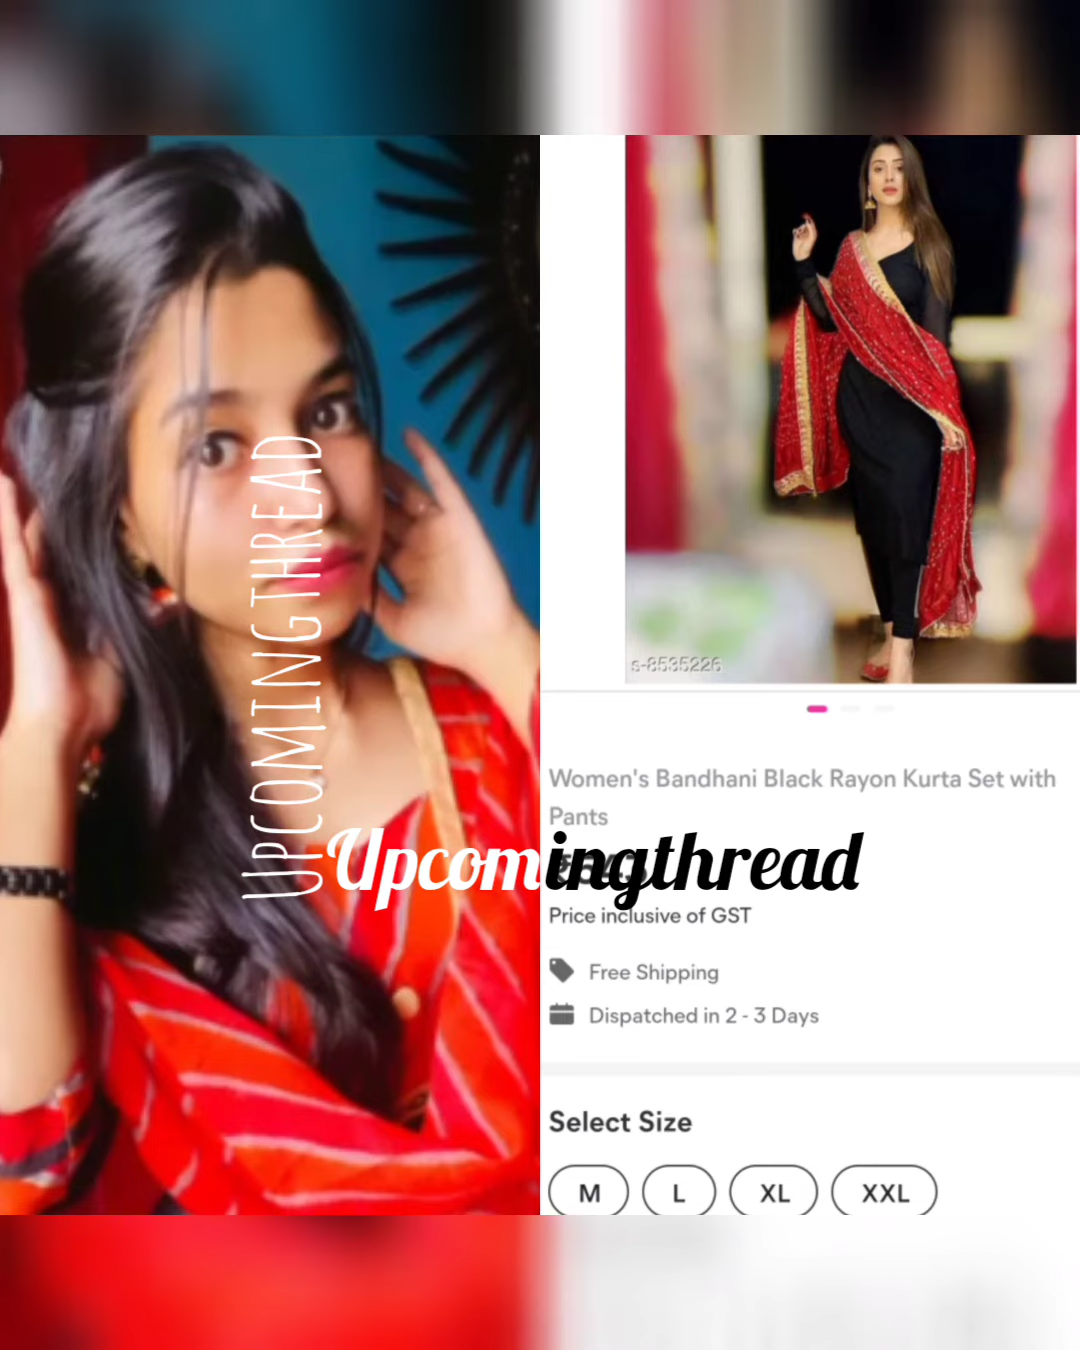 UPCOMINGTHREAD
s-8535226
Women's Bandhani Black Rayon Kurta Set with
Pants
Upcomingthread
Price inclusive of GST
Free Shipping
Dispatched in 2 - 3 Days
Select Size
M L XL XXL